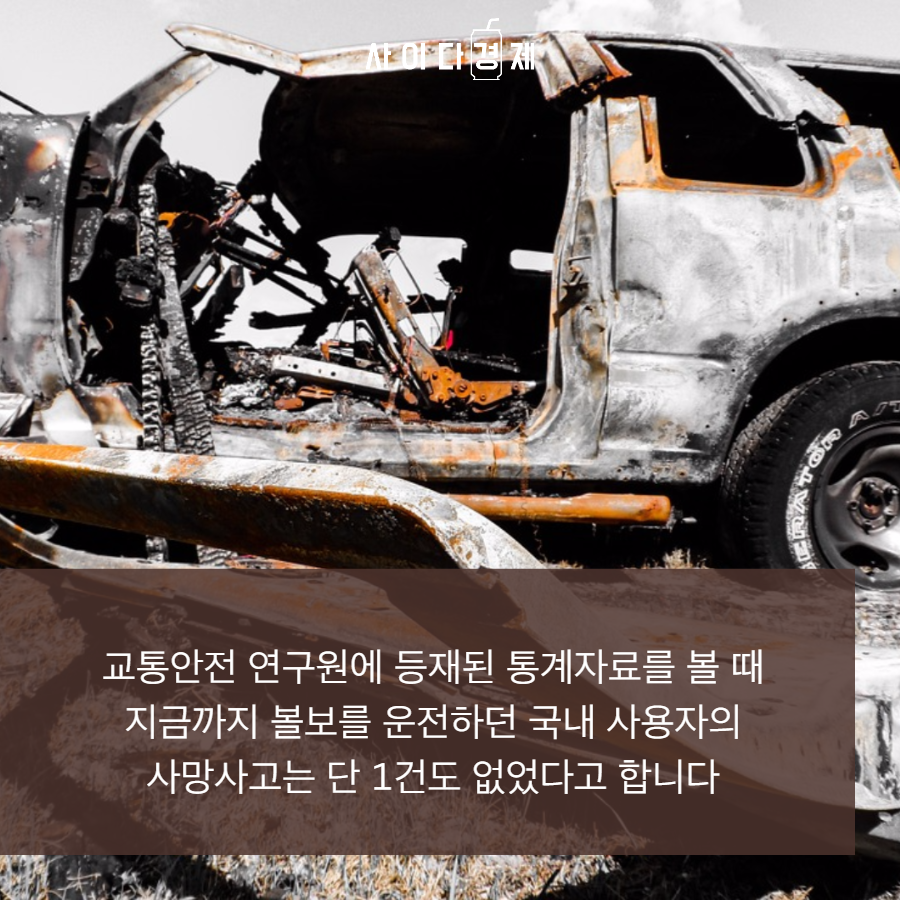 사이다경제
ERATOR A/T
교통안전 연구원에 등재된 통계자료를 볼 때
지금까지 볼보를 운전하던 국내 사용자의
사망사고는 단 1건도 없었다고 합니다